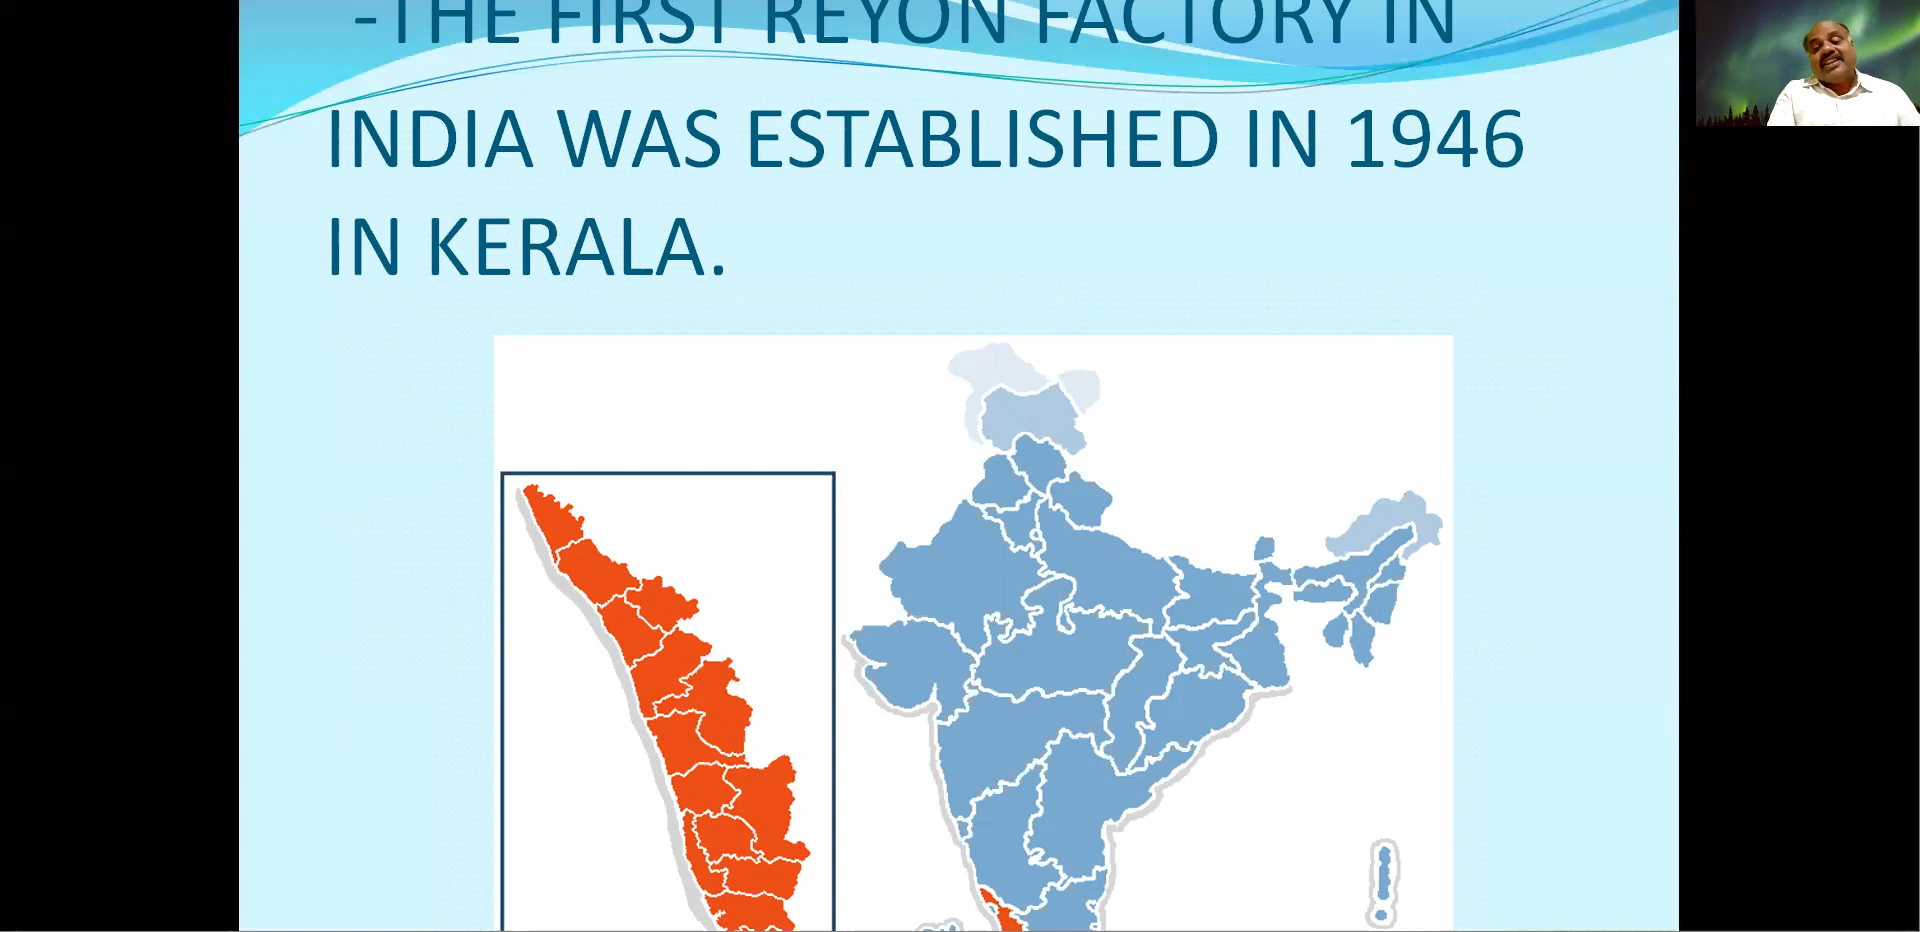 -THE FIRST REYON FACTORY IN
INDIA WAS ESTABLISHED IN 1946
IN KERALA.